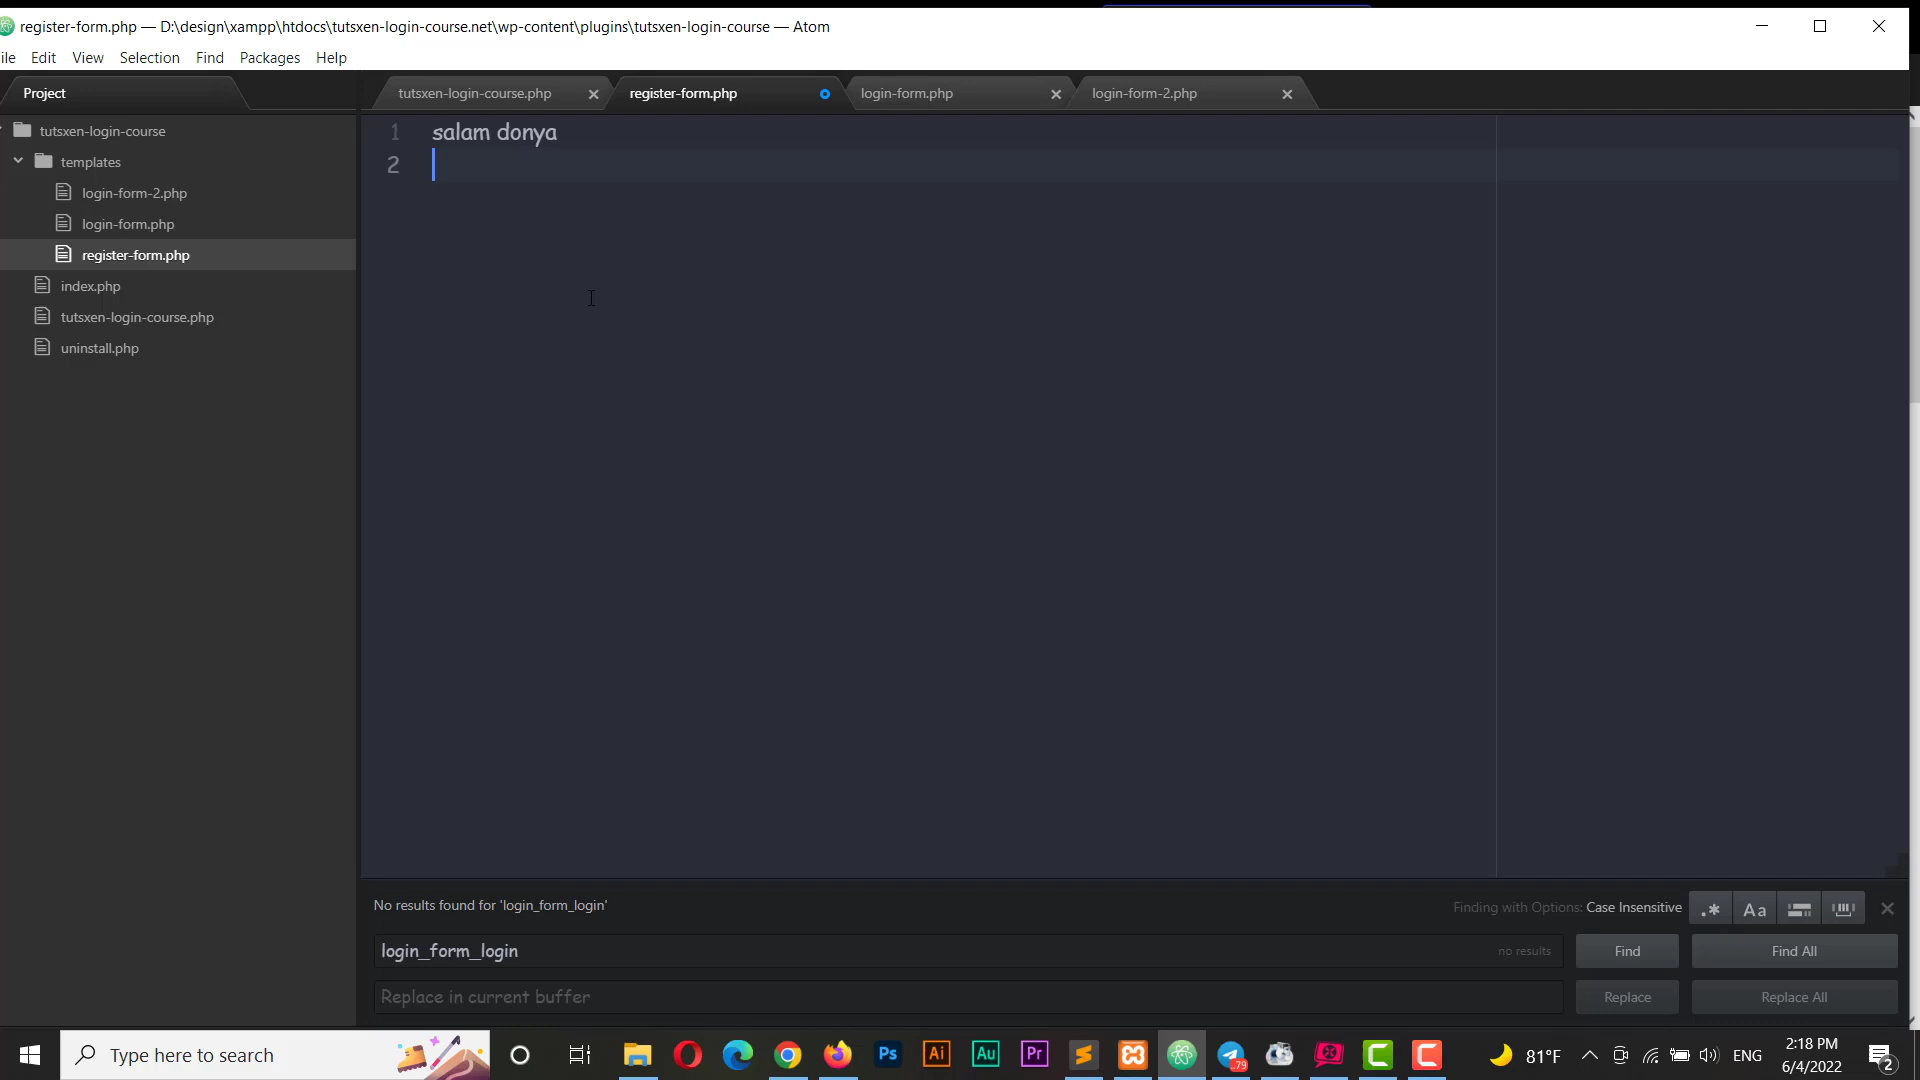 register-form.php — D:\design\xampp\htdocs\tutsxen-login-course.net\wp-content\plugins\tutsxen-login-course — Atom
ile Edit View Selection Find Packages Help
Project
tutsxen-login-course.php register-form.php login-form.php login-form-2.php
tutsxen-login-course
templates
login-form-2.php
login-form.php
register-form.php
index.php
tutsxen-login-course.php
uninstall.php
1 salam donya
2
No results found for 'login_form_login'
Finding with Options: Case Insensitive
.* Aa
login_form_login
no results
Find Find All
Replace in current buffer
Replace Replace All
Type here to search
Ps Ai Au Pr
79
81°F
ENG
2:18 PM
6/4/2022
2